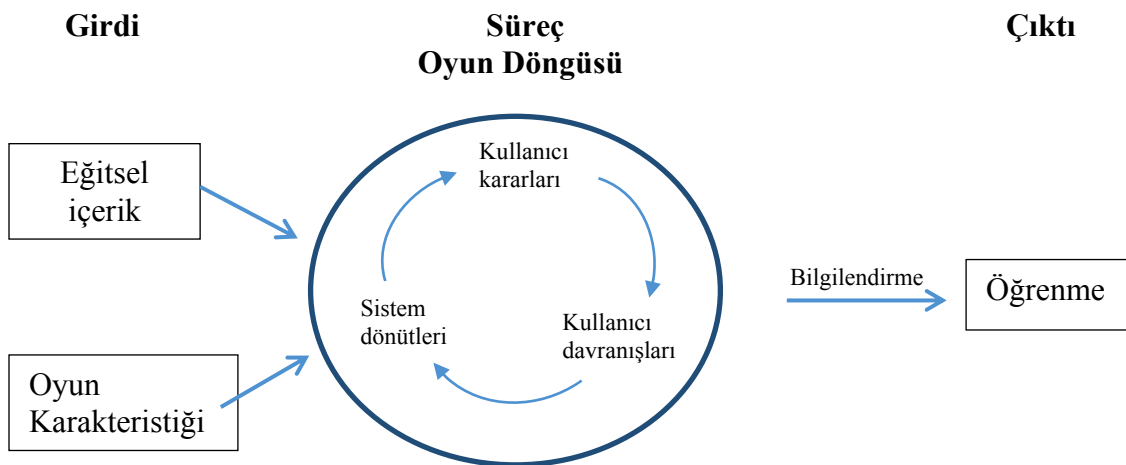 Girdi
Süreç
Oyun Döngüsü
Çıktı
Eğitsel
içerik
Kullanıcı
kararları
Sistem
dönütleri
Kullanıcı
davranışları
Bilgilendirme
Öğrenme
Oyun
Karakteristiği